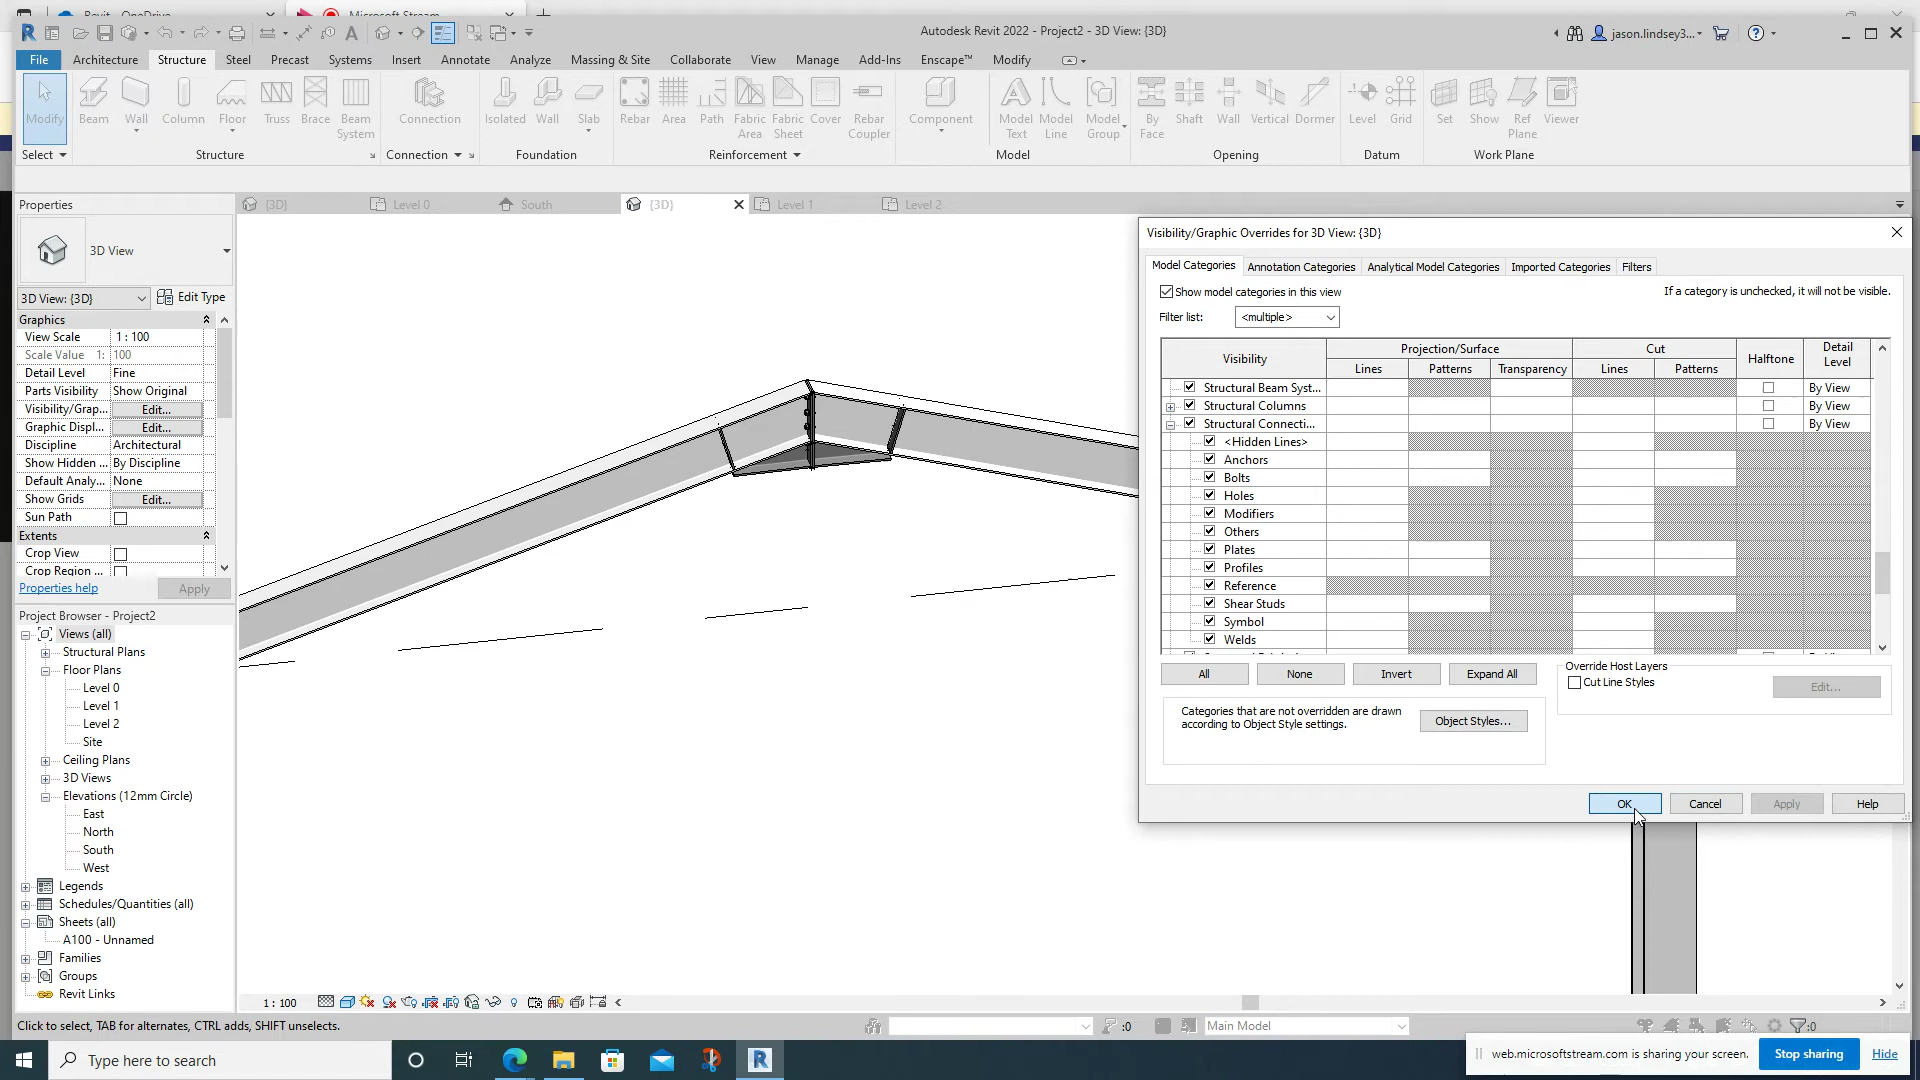 Revit - OneDrive
Microsoft Stream
Autodesk Revit 2022 - Project2 - 3D View: {3D}
jason.lindsey3...
File Architecture Structure Steel Precast Systems Insert Annotate Analyze Massing & Site Collaborate View Manage Add-Ins Enscape™ Modify
Modify Beam Wall Column Floor Truss Brace Beam System Connection Isolated Wall Slab Rebar Area Path Fabric Area Fabric Sheet Cover Rebar Coupler Component Model Text Model Line Model Group By Face Shaft Wall Vertical Dormer Level Grid Set Show Ref Plane Viewer
Select Structure Connection Foundation Reinforcement Model Opening Datum Work Plane
Properties
{3D} Level 0 South {3D} Level 1 Level 2
3D View
3D View: {3D} Edit Type
Graphics
View Scale 1 : 100
Scale Value 1: 100
Detail Level Fine
Parts Visibility Show Original
Visibility/Grap... Edit...
Graphic Displ... Edit...
Discipline Architectural
Show Hidden ... By Discipline
Default Analy... None
Show Grids Edit...
Sun Path
Extents
Crop View
Crop Region ...
Properties help Apply
Project Browser - Project2
Views (all)
Structural Plans
Floor Plans
Level 0
Level 1
Level 2
Site
Ceiling Plans
3D Views
Elevations (12mm Circle)
East
North
South
West
Legends
Schedules/Quantities (all)
Sheets (all)
A100 - Unnamed
Families
Groups
Revit Links
Visibility/Graphic Overrides for 3D View: {3D}
Model Categories Annotation Categories Analytical Model Categories Imported Categories Filters
Show model categories in this view If a category is unchecked, it will not be visible.
Filter list: <multiple>
Visibility Projection/Surface Cut Halftone Detail Level
Lines Patterns Transparency Lines Patterns
Structural Beam Syst... By View
Structural Columns By View
Structural Connecti... By View
<Hidden Lines>
Anchors
Bolts
Holes
Modifiers
Others
Plates
Profiles
Reference
Shear Studs
Symbol
Welds
All None Invert Expand All
Override Host Layers
Cut Line Styles Edit...
Categories that are not overridden are drawn
according to Object Style settings.
Object Styles...
OK Cancel Apply Help
1 : 100
Click to select, TAB for alternates, CTRL adds, SHIFT unselects. :0 Main Model :0
Type here to search
web.microsoftstream.com is sharing your screen. Stop sharing Hide